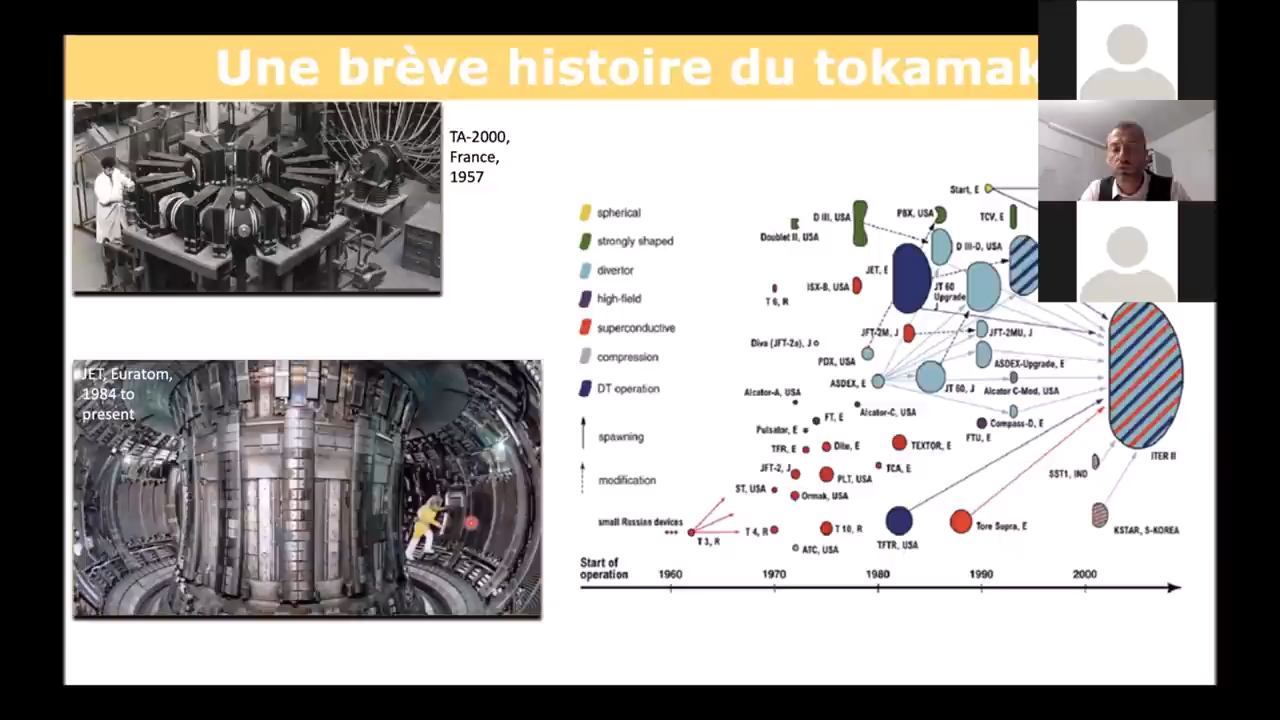 Une brève histoire du tokamak
TA-2000,
France,
1957
JET, Euratom,
1984 to
present
spherical
strongly shaped
divertor
high-field
superconductive
compression
DT operation
spawning
modification
Start, E
D III, USA
PBX, USA
TCV, E
Doublet II, USA
D III-D, USA
JET, E
ISX-B, USA
JT 60
Upgrade
J
T 6, R
JFT-2M, J
JFT-2MU, J
Diva (JFT-2a), J
PDX, USA
ASDEX-Upgrade, E
ASDEX, E
JT 60, J
Alcator C-Mod, USA
Alcator-A, USA
Alcator-C, USA
FT, E
Compass-D, E
Pulsator, E
FTU, E
TFR, E
Dite, E
TEXTOR, E
ITER II
JFT-2, J
TCA, E
SST1, IND
PLT, USA
ST, USA
Ormak, USA
small Russian devices
T 3, R
T 4, R
T 10, R
TFTR, USA
Tore Supra, E
KSTAR, S-KOREA
ATC, USA
Start of
operation
1960
1970
1980
1990
2000